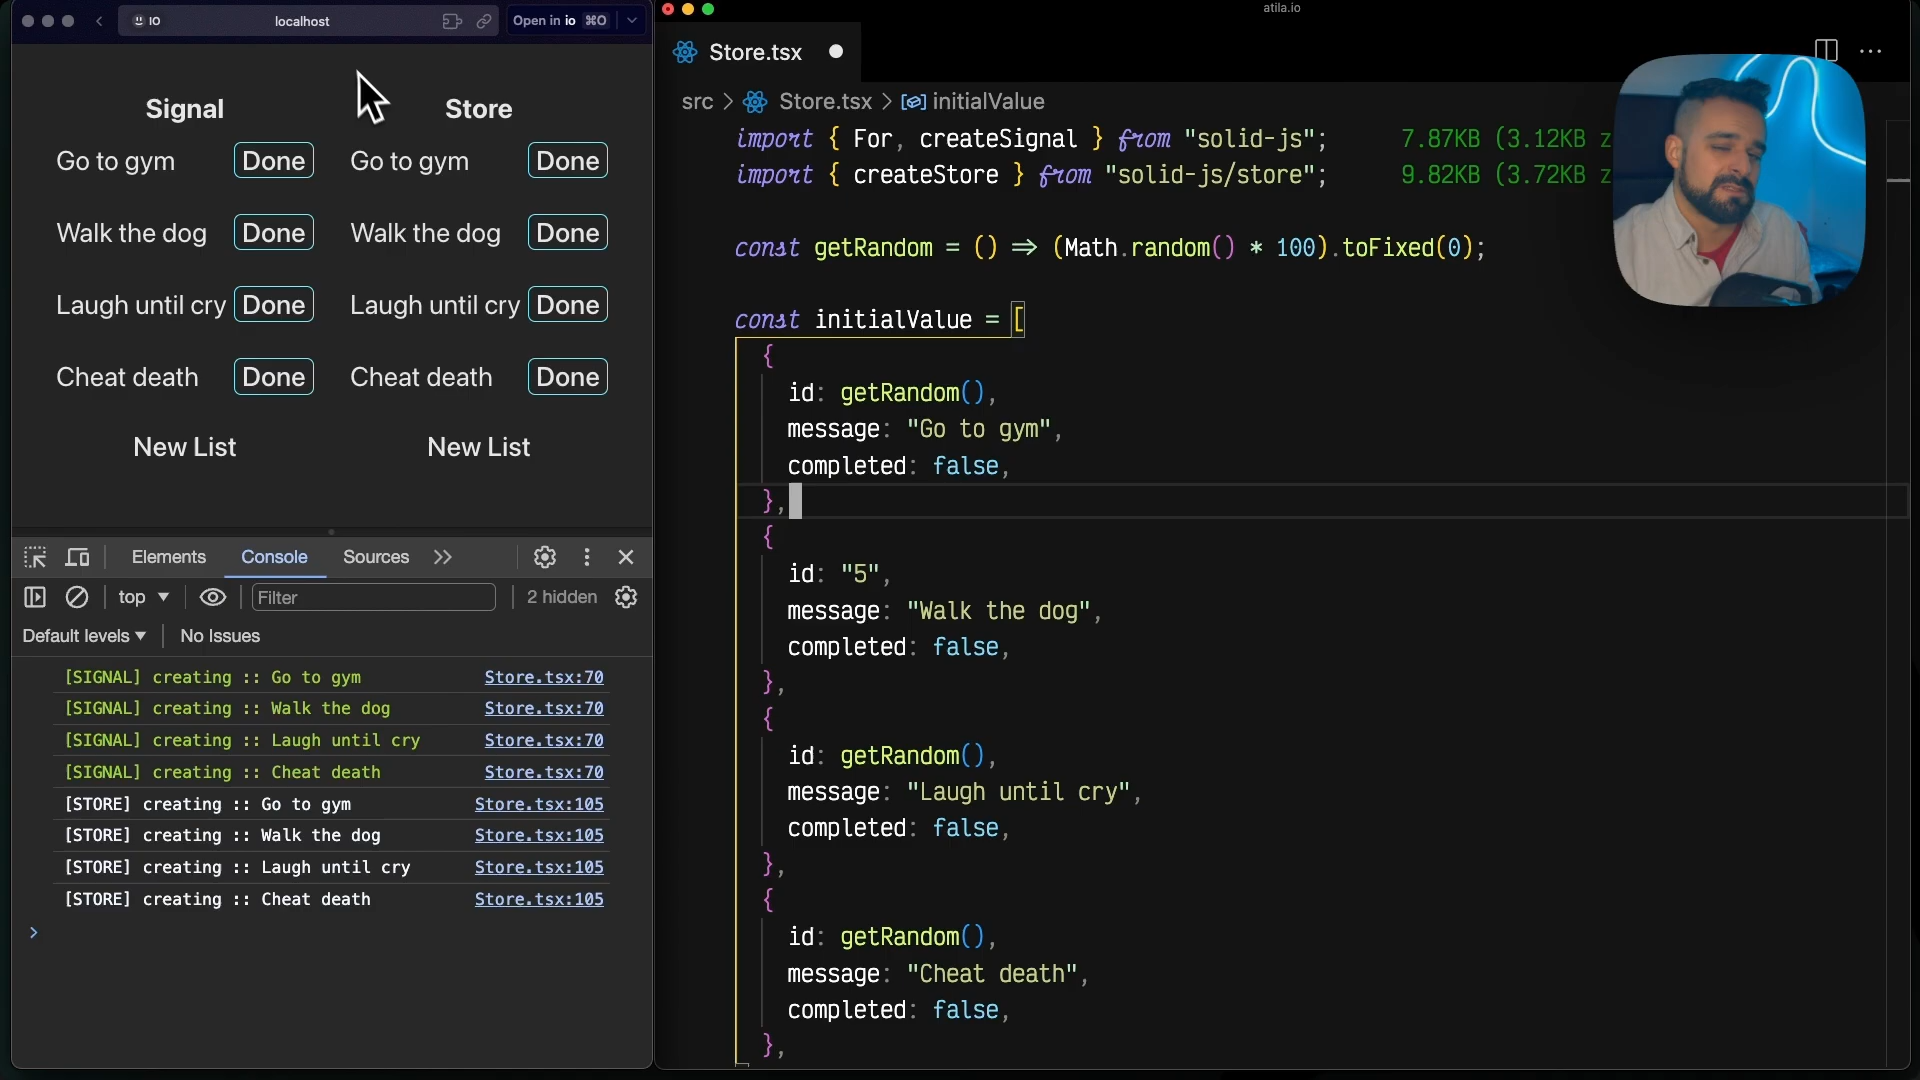 IO
localhost
Open in io ⌘O
Signal
Store
Go to gym Done
Go to gym Done
Walk the dog Done
Walk the dog Done
Laugh until cry Done
Laugh until cry Done
Cheat death Done
Cheat death Done
New List
New List
Elements Console Sources
top Filter 2 hidden
Default levels No Issues
[SIGNAL] creating :: Go to gym Store.tsx:70
[SIGNAL] creating :: Walk the dog Store.tsx:70
[SIGNAL] creating :: Laugh until cry Store.tsx:70
[SIGNAL] creating :: Cheat death Store.tsx:70
[STORE] creating :: Go to gym Store.tsx:105
[STORE] creating :: Walk the dog Store.tsx:105
[STORE] creating :: Laugh until cry Store.tsx:105
[STORE] creating :: Cheat death Store.tsx:105
atila.io
Store.tsx
src > Store.tsx > initialValue
import { For, createSignal } from "solid-js"; 7.87KB (3.12KB z
import { createStore } from "solid-js/store"; 9.82KB (3.72KB z
const getRandom = () => (Math.random() * 100).toFixed(0);
const initialValue = [
{
id: getRandom(),
message: "Go to gym",
completed: false,
},
{
id: "5",
message: "Walk the dog",
completed: false,
},
{
id: getRandom(),
message: "Laugh until cry",
completed: false,
},
{
id: getRandom(),
message: "Cheat death",
completed: false,
},